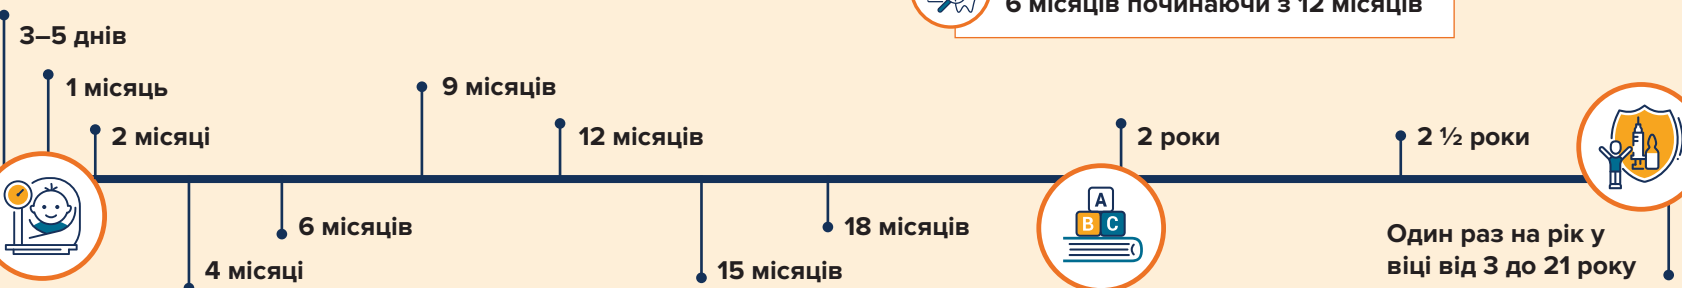 6 місяців починаючи з 12 місяців
3–5 днів
1 місяць
2 місяці
4 місяці
6 місяців
9 місяців
12 місяців
15 місяців
18 місяців
A
B C
2 роки
2 ½ роки
Один раз на рік у
віці від 3 до 21 року